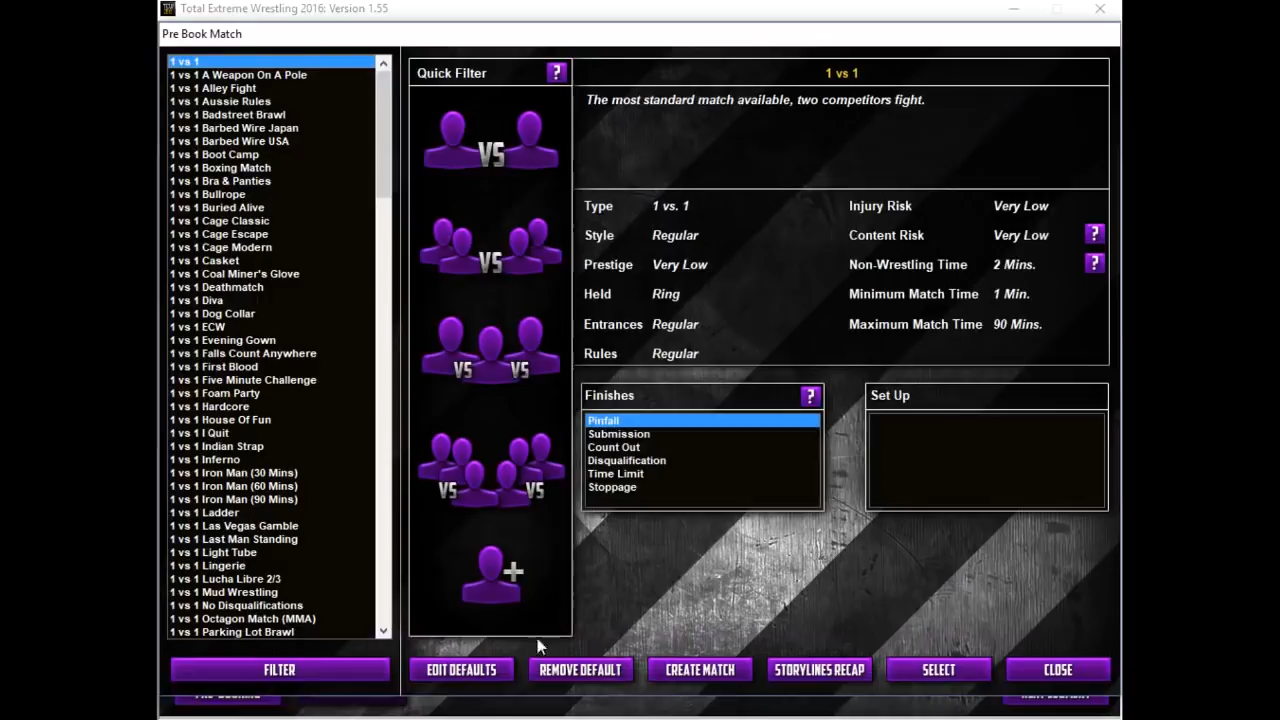 Total Extreme Wrestling 2016: Version 1.55
Pre Book Match
1 vs 1
1 vs 1 A Weapon On A Pole
1 vs 1 Alley Fight
1 vs 1 Aussie Rules
1 vs 1 Badstreet Brawl
1 vs 1 Barbed Wire Japan
1 vs 1 Barbed Wire USA
1 vs 1 Boot Camp
1 vs 1 Boxing Match
1 vs 1 Bra & Panties
1 vs 1 Bullrope
1 vs 1 Buried Alive
1 vs 1 Cage Classic
1 vs 1 Cage Escape
1 vs 1 Cage Modern
1 vs 1 Casket
1 vs 1 Coal Miner's Glove
1 vs 1 Deathmatch
1 vs 1 Diva
1 vs 1 Dog Collar
1 vs 1 ECW
1 vs 1 Evening Gown
1 vs 1 Falls Count Anywhere
1 vs 1 First Blood
1 vs 1 Five Minute Challenge
1 vs 1 Foam Party
1 vs 1 Hardcore
1 vs 1 House Of Fun
1 vs 1 I Quit
1 vs 1 Indian Strap
1 vs 1 Inferno
1 vs 1 Iron Man (30 Mins)
1 vs 1 Iron Man (60 Mins)
1 vs 1 Iron Man (90 Mins)
1 vs 1 Ladder
1 vs 1 Las Vegas Gamble
1 vs 1 Last Man Standing
1 vs 1 Light Tube
1 vs 1 Lingerie
1 vs 1 Lucha Libre 2/3
1 vs 1 Mud Wrestling
1 vs 1 No Disqualifications
1 vs 1 Octagon Match (MMA)
1 vs 1 Parking Lot Brawl
FILTER
Quick Filter ?
VS
VS
VS VS
VS VS
1 vs 1
The most standard match available, two competitors fight.
Type 1 vs. 1
Style Regular
Prestige Very Low
Held Ring
Entrances Regular
Rules Regular
Injury Risk Very Low
Content Risk Very Low ?
Non-Wrestling Time 2 Mins. ?
Minimum Match Time 1 Min.
Maximum Match Time 90 Mins.
Finishes ?
Pinfall
Submission
Count Out
Disqualification
Time Limit
Stoppage
Set Up
EDIT DEFAULTS REMOVE DEFAULT CREATE MATCH STORYLINES RECAP SELECT CLOSE